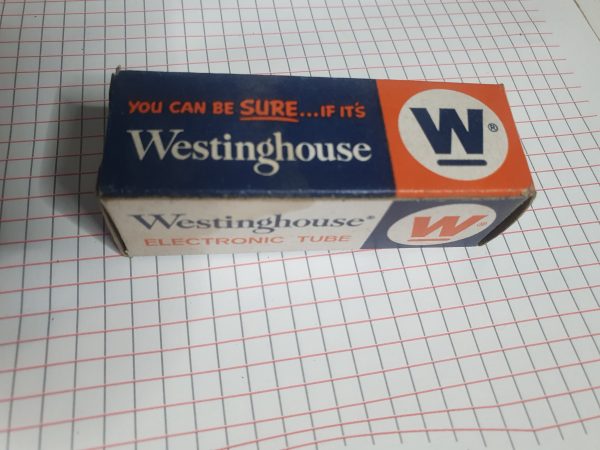 YOU CAN BE SURE...IF IT'S
Westinghouse
W®
Westinghouse®
ELECTRONIC TUBE
W®